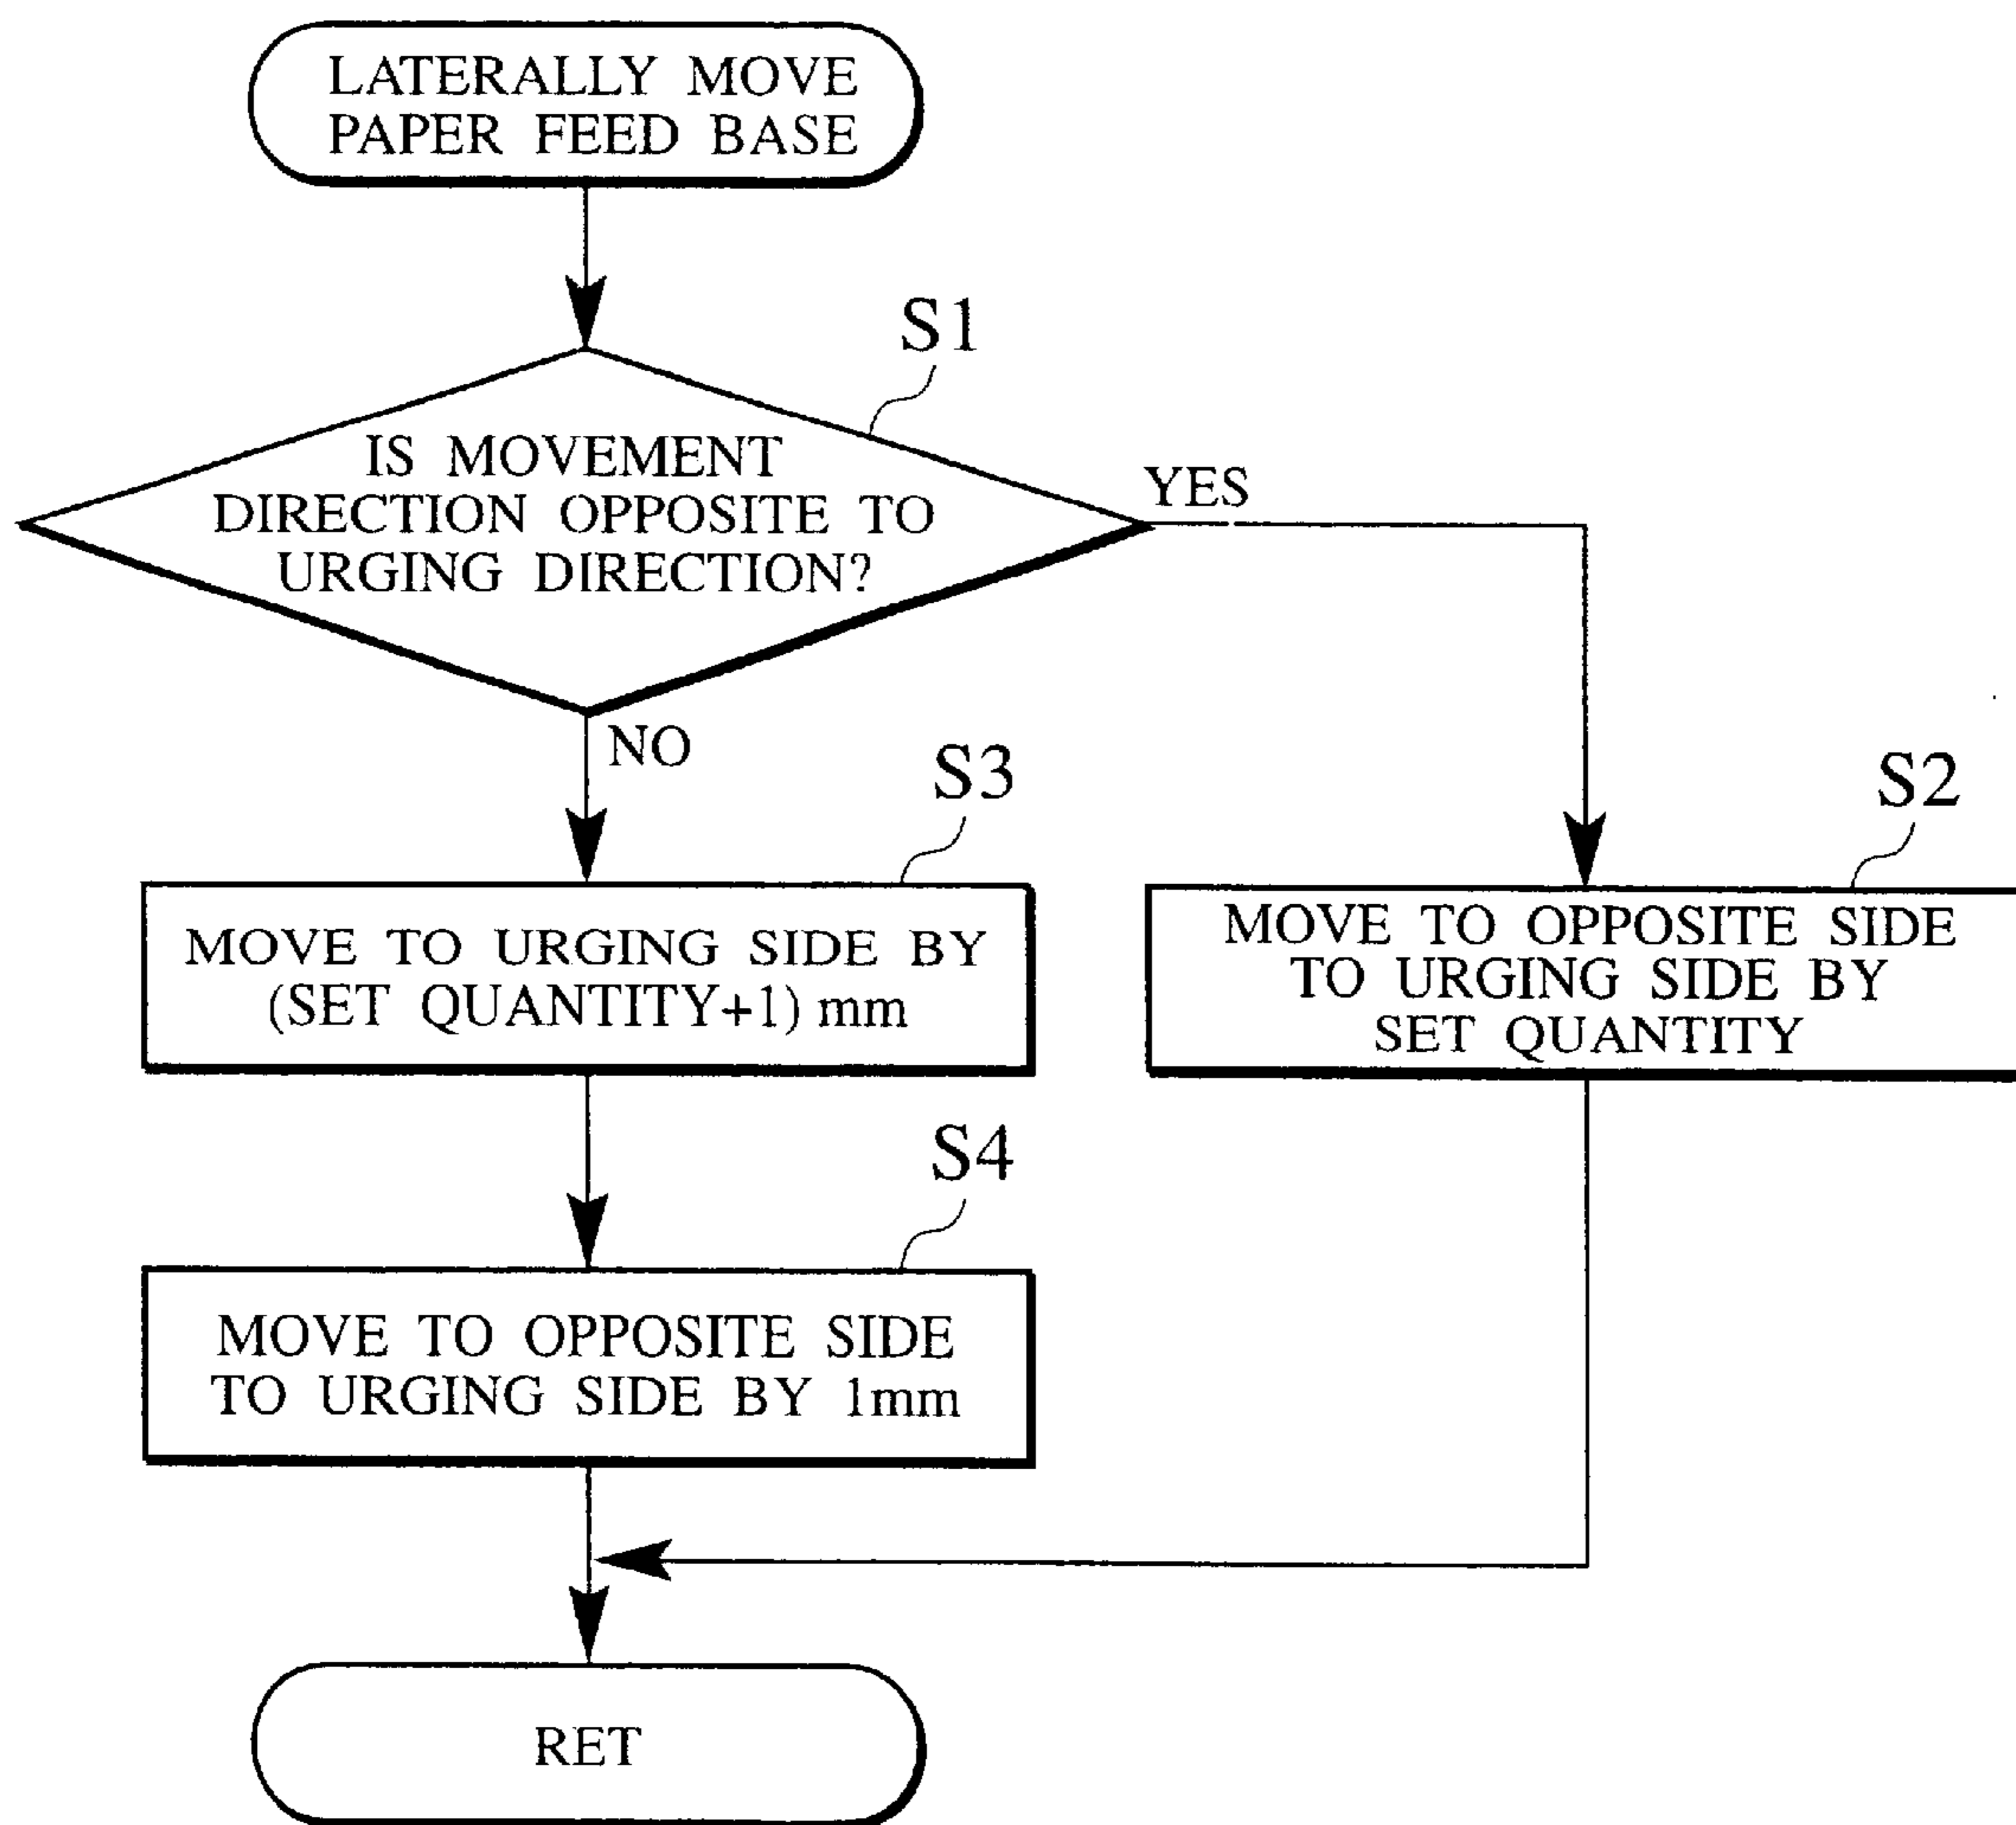 LATERALLY MOVE
PAPER FEED BASE
S1
IS MOVEMENT
DIRECTION OPPOSITE TO
URGING DIRECTION?
YES
NO
S3
MOVE TO URGING SIDE BY
(SET QUANTITY+1) mm
S2
MOVE TO OPPOSITE SIDE
TO URGING SIDE BY
SET QUANTITY
S4
MOVE TO OPPOSITE SIDE
TO URGING SIDE BY 1mm
RET